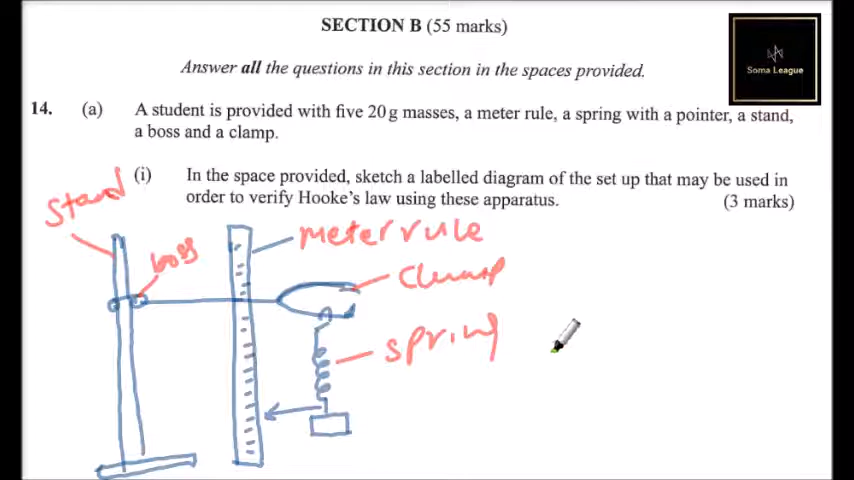 SECTION B (55 marks)
Answer all the questions in this section in the spaces provided.
Soma League
14. (a) A student is provided with five 20 g masses, a meter rule, a spring with a pointer, a stand,
a boss and a clamp.
(i) In the space provided, sketch a labelled diagram of the set up that may be used in
order to verify Hooke's law using these apparatus. (3 marks)
stand
boss
meter rule
clamp
spring